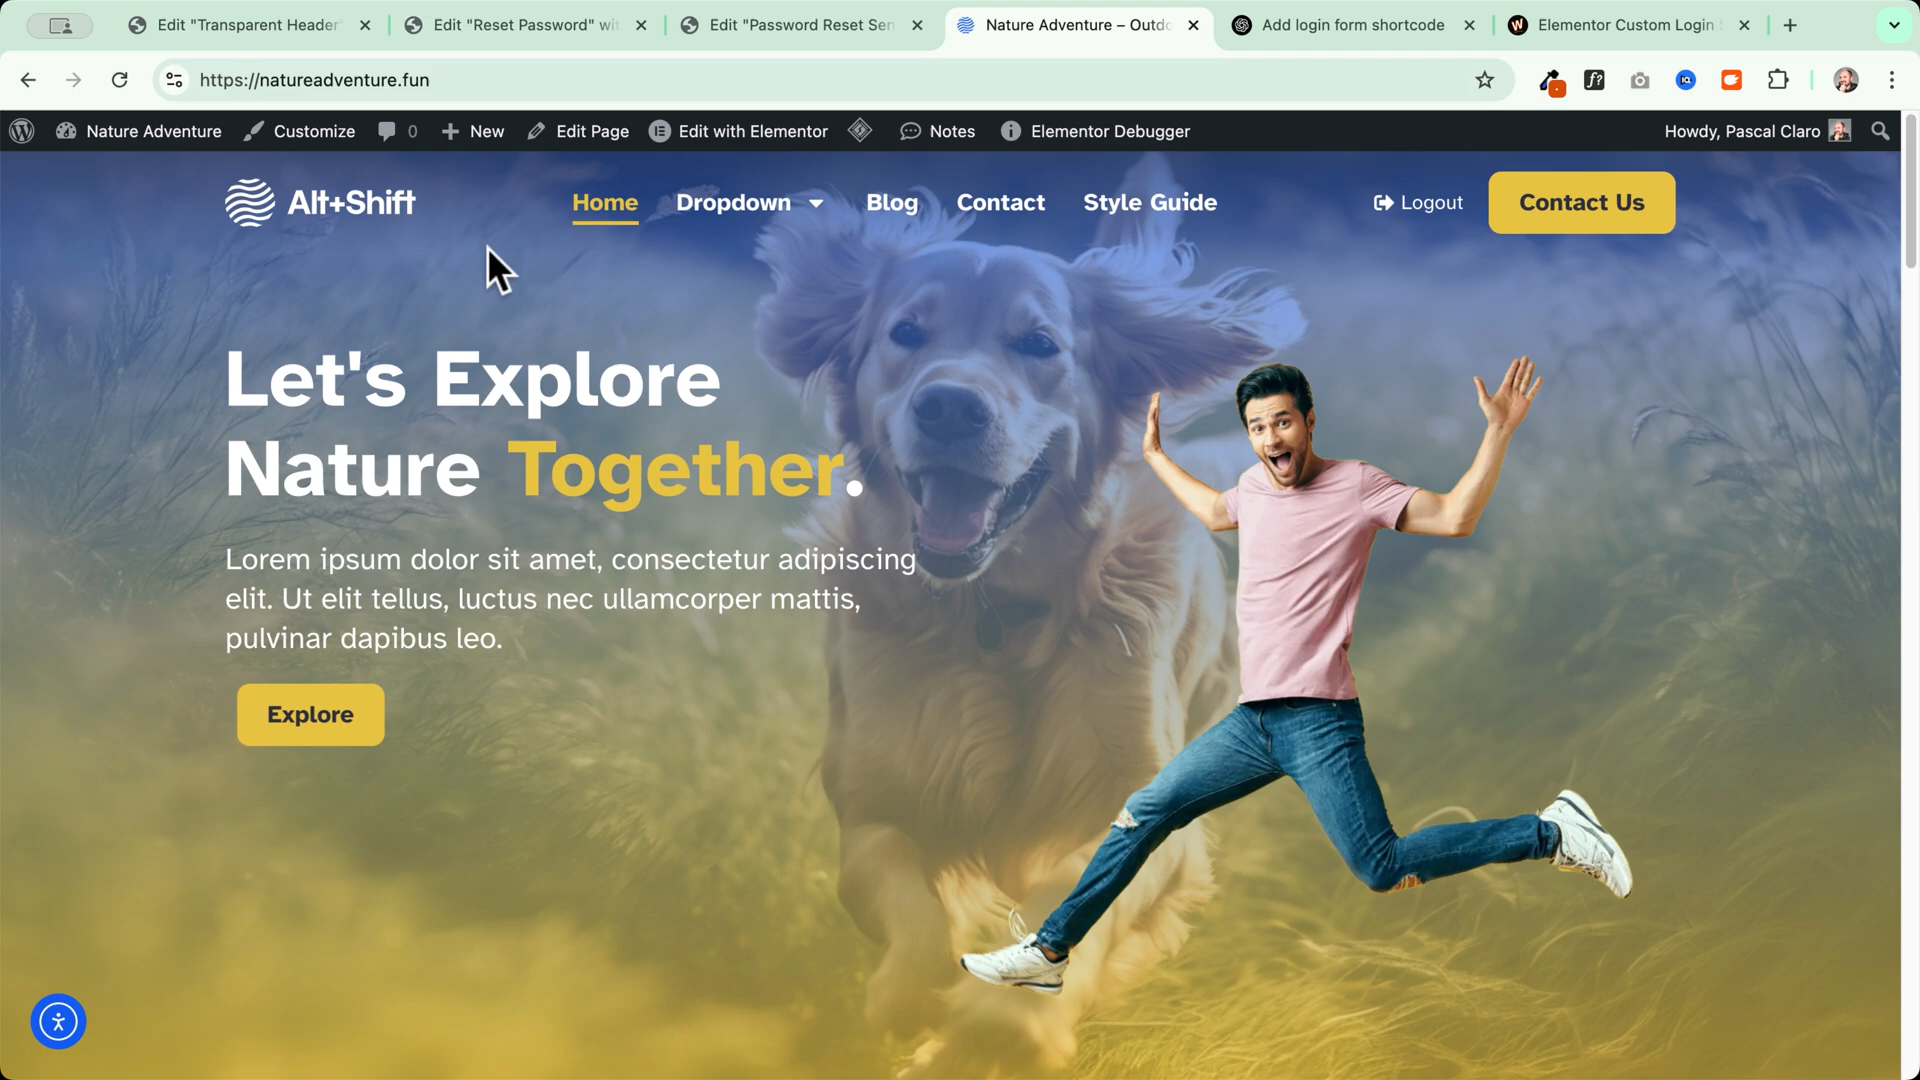 Edit "Transparent Header"
Edit "Reset Password" wi
Edit "Password Reset Sen
Nature Adventure – Outdo
Add login form shortcode
Elementor Custom Login
https://natureadventure.fun
Nature Adventure
Customize
0
New
Edit Page
Edit with Elementor
Notes
Elementor Debugger
Howdy, Pascal Claro
Alt+Shift
Home
Dropdown
Blog
Contact
Style Guide
Logout
Contact Us
Let's Explore
Nature Together.
Lorem ipsum dolor sit amet, consectetur adipiscing
elit. Ut elit tellus, luctus nec ullamcorper mattis,
pulvinar dapibus leo.
Explore